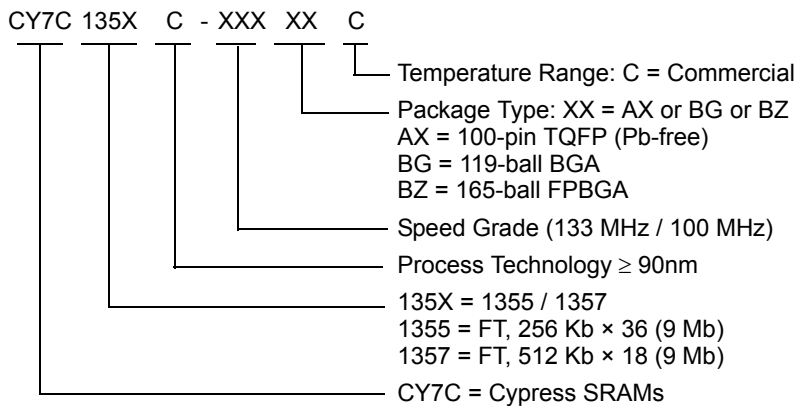 CY7C 135X C - XXX XX C
Temperature Range: C = Commercial
Package Type: XX = AX or BG or BZ
AX = 100-pin TQFP (Pb-free)
BG = 119-ball BGA
BZ = 165-ball FPBGA
Speed Grade (133 MHz / 100 MHz)
Process Technology ≥ 90nm
135X = 1355 / 1357
1355 = FT, 256 Kb × 36 (9 Mb)
1357 = FT, 512 Kb × 18 (9 Mb)
CY7C = Cypress SRAMs